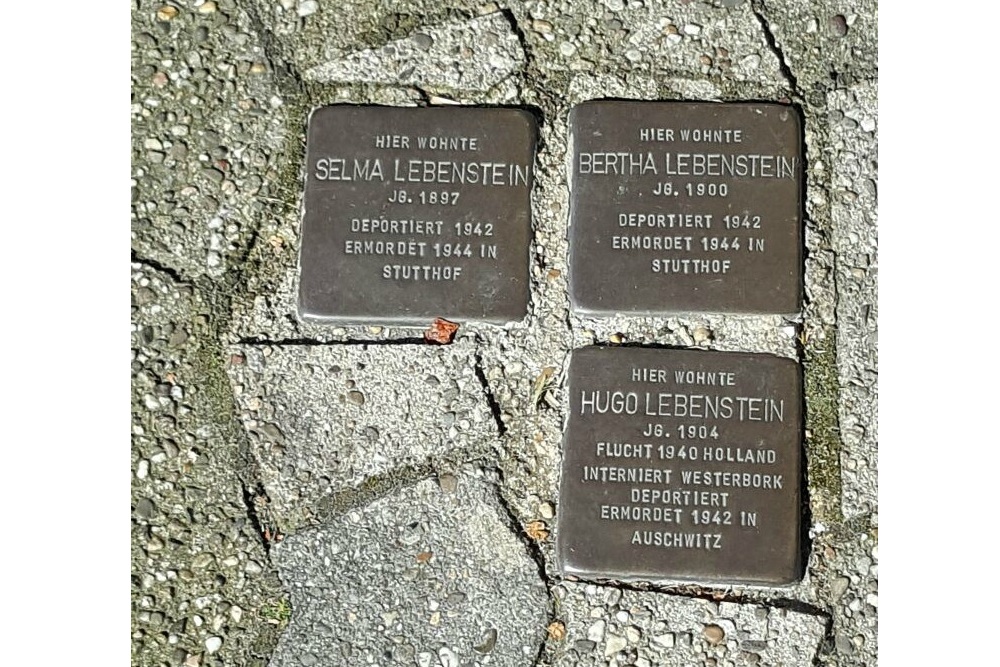 HIER WOHNTE
SELMA LEBENSTEIN
JG. 1897
DEPORTIERT 1942
ERMORDET 1944 IN
STUTTHOF
HIER WOHNTE
BERTHA LEBENSTEIN
JG. 1900
DEPORTIERT 1942
ERMORDET 1944 IN
STUTTHOF
HIER WOHNTE
HUGO LEBENSTEIN
JG. 1904
FLUCHT 1940 HOLLAND
INTERNIERT WESTERBORK
DEPORTIERT
ERMORDET 1942 IN
AUSCHWITZ